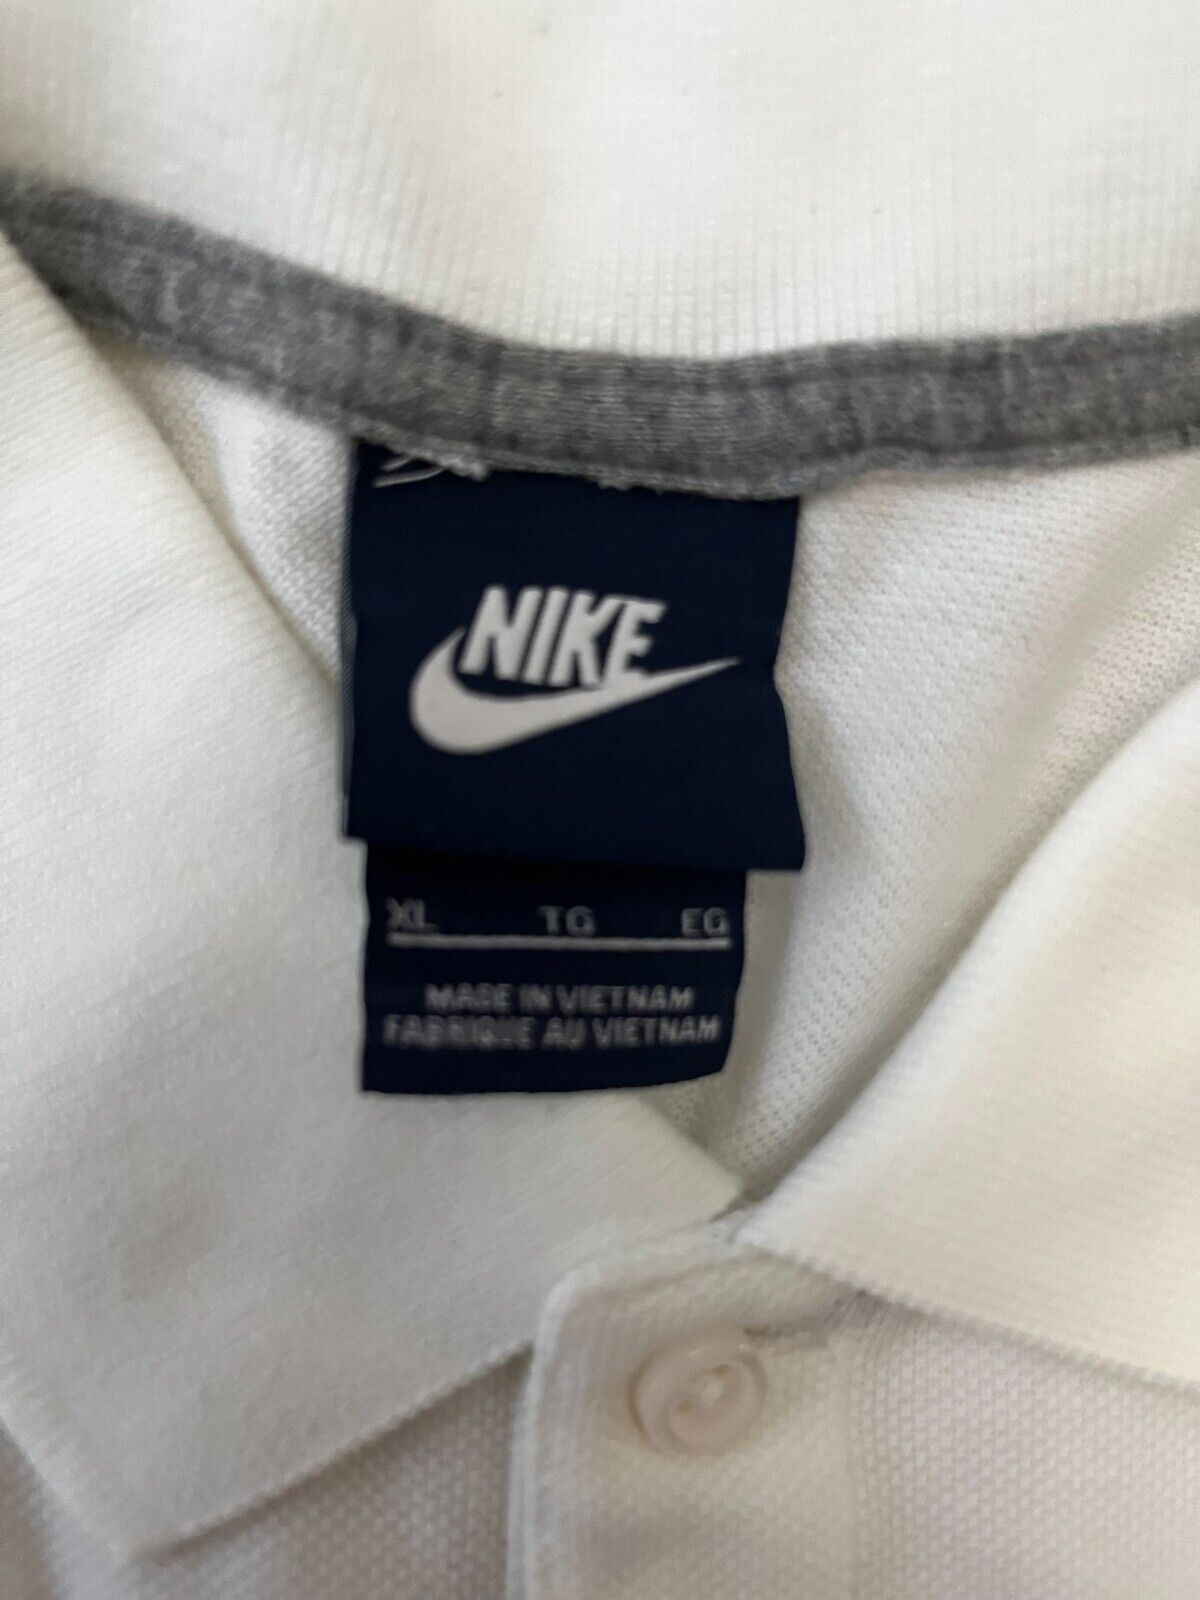 NIKE
XL TG EG
MADE IN VIETNAM
FABRIQUE AU VIETNAM